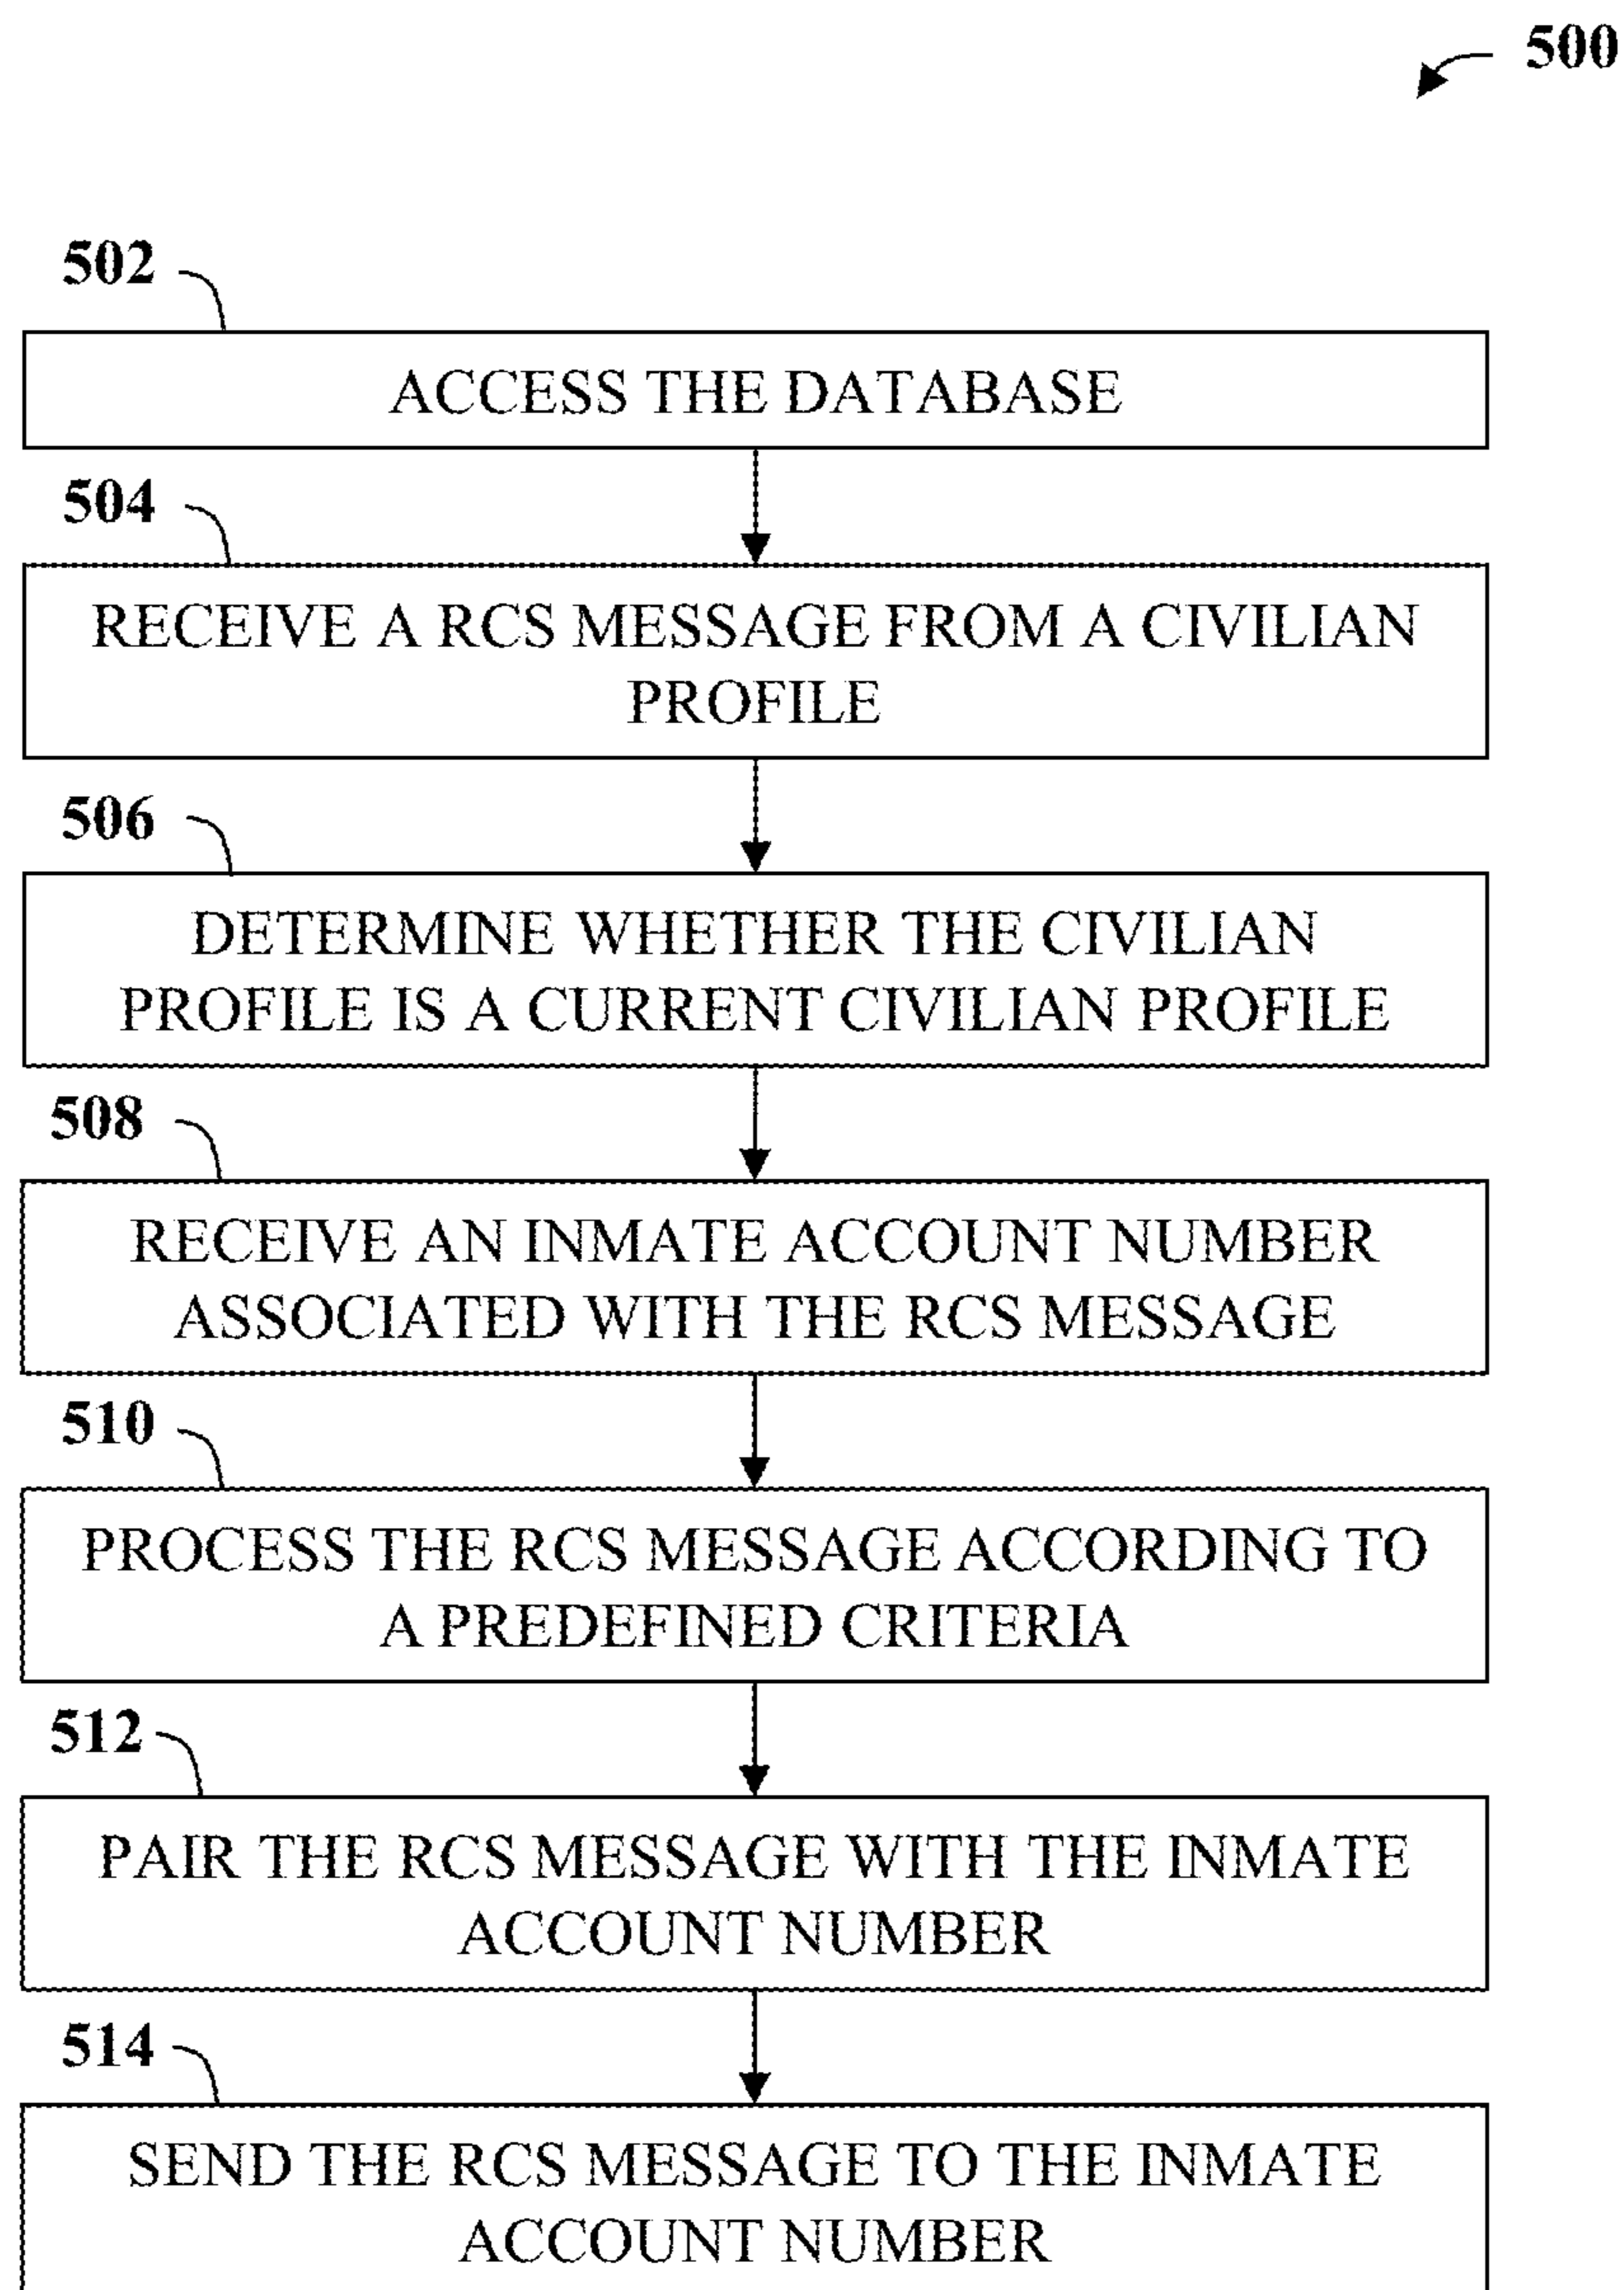 500
502
ACCESS THE DATABASE
504
RECEIVE A RCS MESSAGE FROM A CIVILIAN
PROFILE
506
DETERMINE WHETHER THE CIVILIAN
PROFILE IS A CURRENT CIVILIAN PROFILE
508
RECEIVE AN INMATE ACCOUNT NUMBER
ASSOCIATED WITH THE RCS MESSAGE
510
PROCESS THE RCS MESSAGE ACCORDING TO
A PREDEFINED CRITERIA
512
PAIR THE RCS MESSAGE WITH THE INMATE
ACCOUNT NUMBER
514
SEND THE RCS MESSAGE TO THE INMATE
ACCOUNT NUMBER